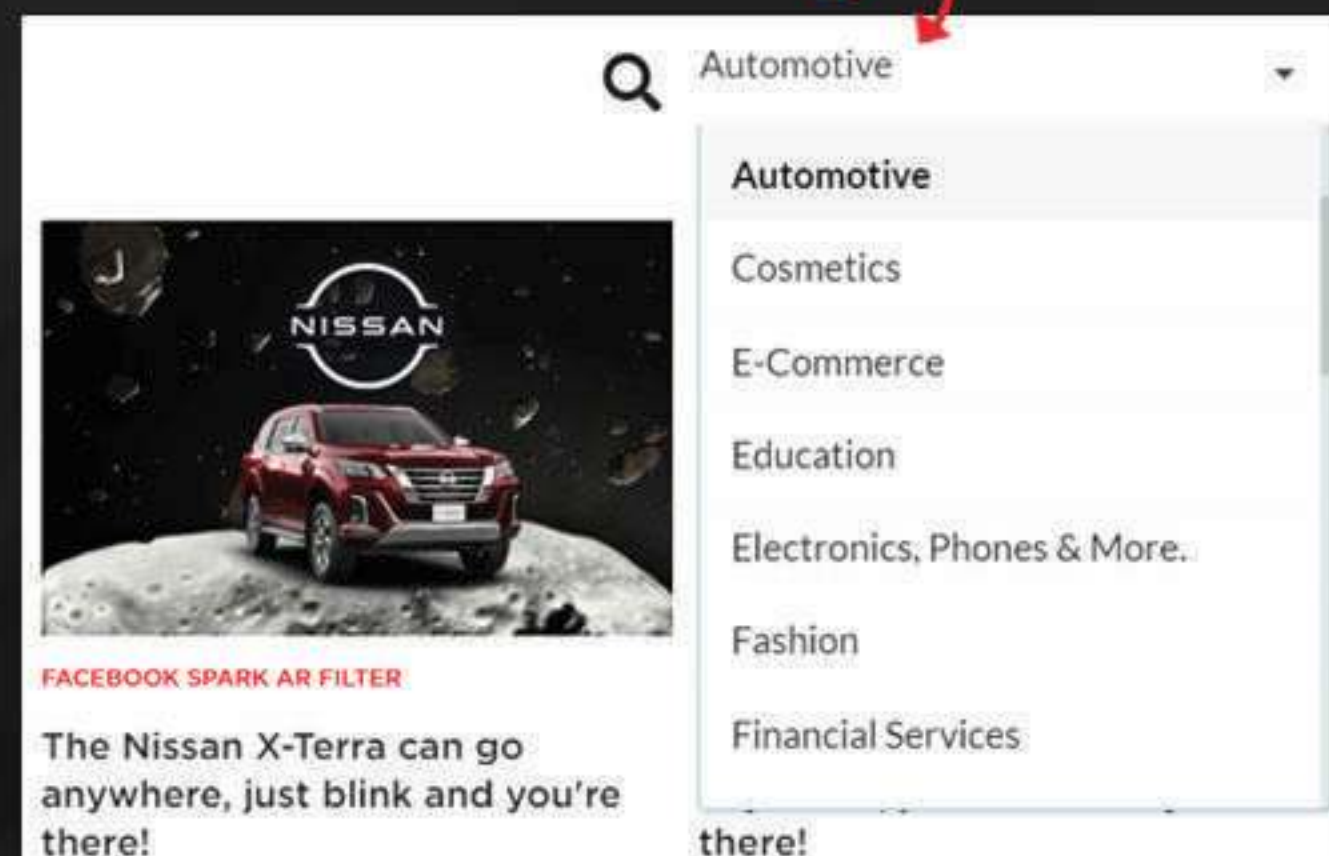 Automotive
Automotive
Cosmetics
E-Commerce
Education
Electronics, Phones & More.
Fashion
Financial Services
NISSAN
FACEBOOK SPARK AR FILTER
The Nissan X-Terra can go
anywhere, just blink and you're
there!
there!